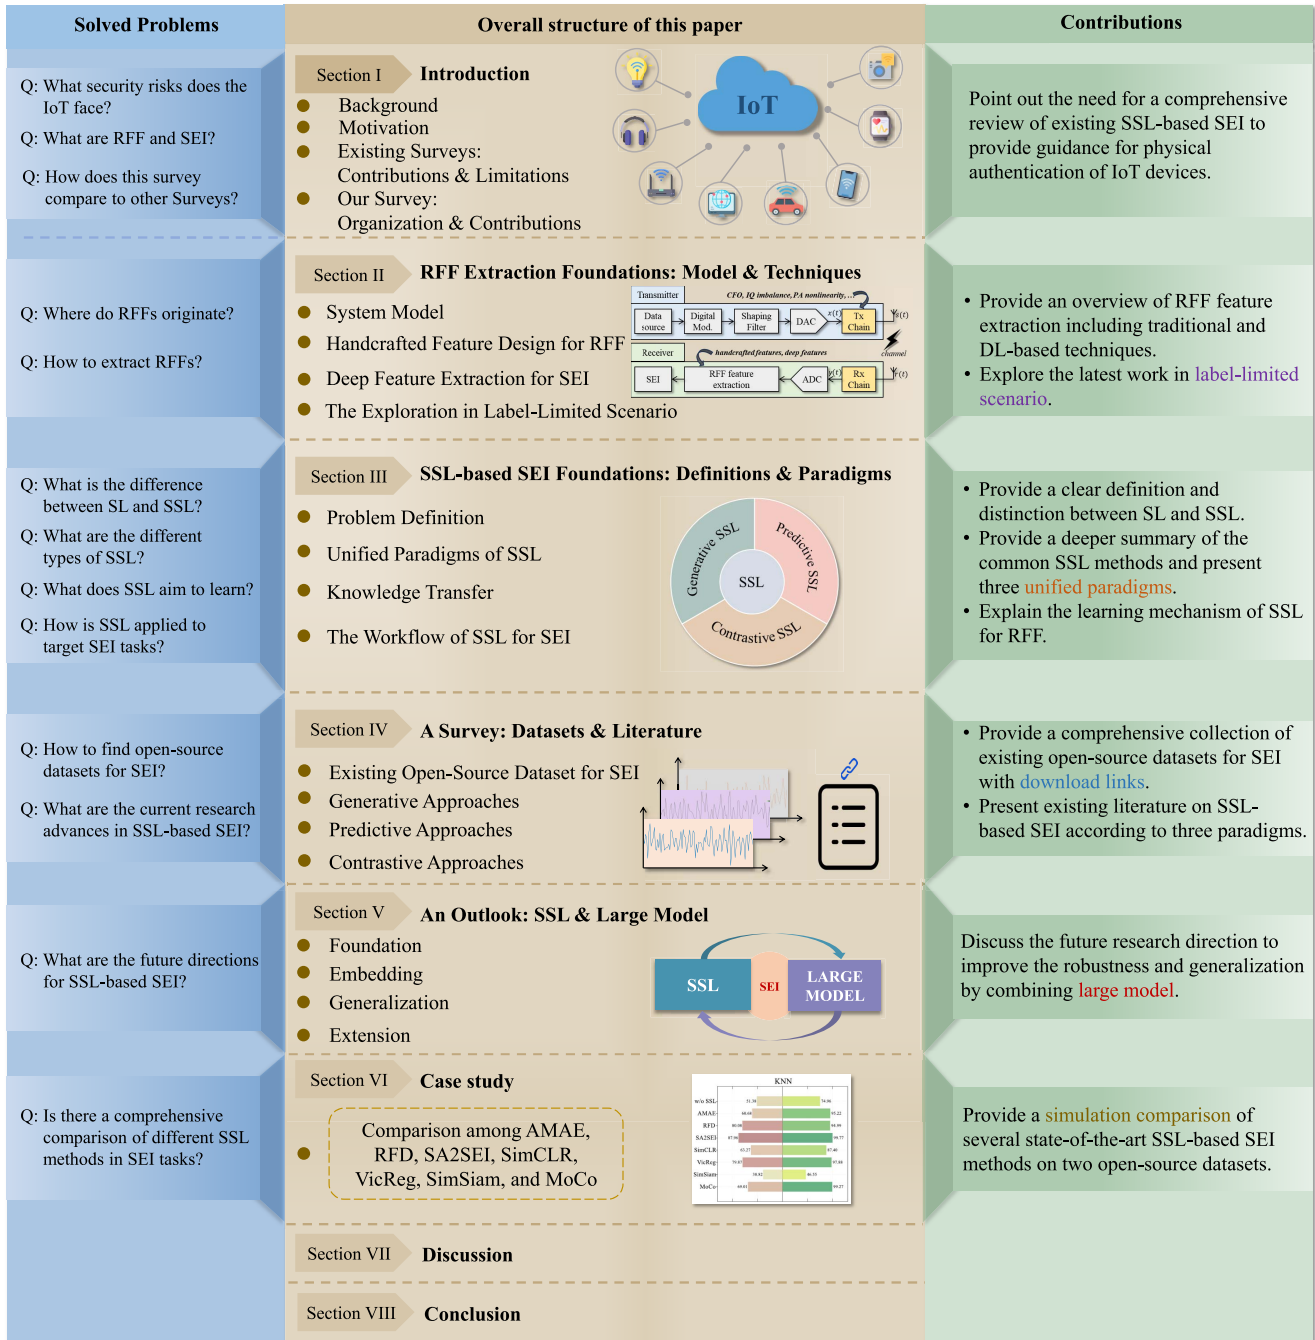 Solved Problems
Overall structure of this paper
Contributions
Q: What security risks does the
IoT face?
Q: What are RFF and SEI?
Q: How does this survey
compare to other Surveys?
Section I
Introduction
Background
Motivation
Existing Surveys:
Contributions & Limitations
Our Survey:
Organization & Contributions
IoT
Point out the need for a comprehensive
review of existing SSL-based SEI to
provide guidance for physical
authentication of IoT devices.
Q: Where do RFFs originate?
Q: How to extract RFFs?
Section II
RFF Extraction Foundations: Model & Techniques
System Model
Handcrafted Feature Design for RFF
Deep Feature Extraction for SEI
The Exploration in Label-Limited Scenario
Transmitter
CFO, IQ imbalance, PA nonlinearity, ...
Data
source
Digital
Mod.
Shaping
Filter
DAC
x(t)
Tx
Chain
s(t)
channel
Receiver
handcrafted features, deep features
SEI
RFF feature
extraction
ADC
y(t)
Rx
Chain
r(t)
• Provide an overview of RFF feature
extraction including traditional and
DL-based techniques.
• Explore the latest work in label-limited
scenario.
Q: What is the difference
between SL and SSL?
Q: What are the different
types of SSL?
Q: What does SSL aim to learn?
Q: How is SSL applied to
target SEI tasks?
Section III
SSL-based SEI Foundations: Definitions & Paradigms
Problem Definition
Unified Paradigms of SSL
Knowledge Transfer
The Workflow of SSL for SEI
Generative SSL
Predictive SSL
SSL
Contrastive SSL
• Provide a clear definition and
distinction between SL and SSL.
• Provide a deeper summary of the
common SSL methods and present
three unified paradigms.
• Explain the learning mechanism of SSL
for RFF.
Q: How to find open-source
datasets for SEI?
Q: What are the current research
advances in SSL-based SEI?
Section IV
A Survey: Datasets & Literature
Existing Open-Source Dataset for SEI
Generative Approaches
Predictive Approaches
Contrastive Approaches
• Provide a comprehensive collection of
existing open-source datasets for SEI
with download links.
• Present existing literature on SSL-
based SEI according to three paradigms.
Q: What are the future directions
for SSL-based SEI?
Section V
An Outlook: SSL & Large Model
Foundation
Embedding
Generalization
Extension
SSL
SEI
LARGE
MODEL
Discuss the future research direction to
improve the robustness and generalization
by combining large model.
Q: Is there a comprehensive
comparison of different SSL
methods in SEI tasks?
Section VI
Case study
Comparison among AMAE,
RFD, SA2SEI, SimCLR,
VicReg, SimSiam, and MoCo
KNN
w/o SSL
AMAE
RFD
SA2SEI
SimCLR
VicReg
SimSiam
MoCo
Provide a simulation comparison of
several state-of-the-art SSL-based SEI
methods on two open-source datasets.
Section VII
Discussion
Section VIII
Conclusion